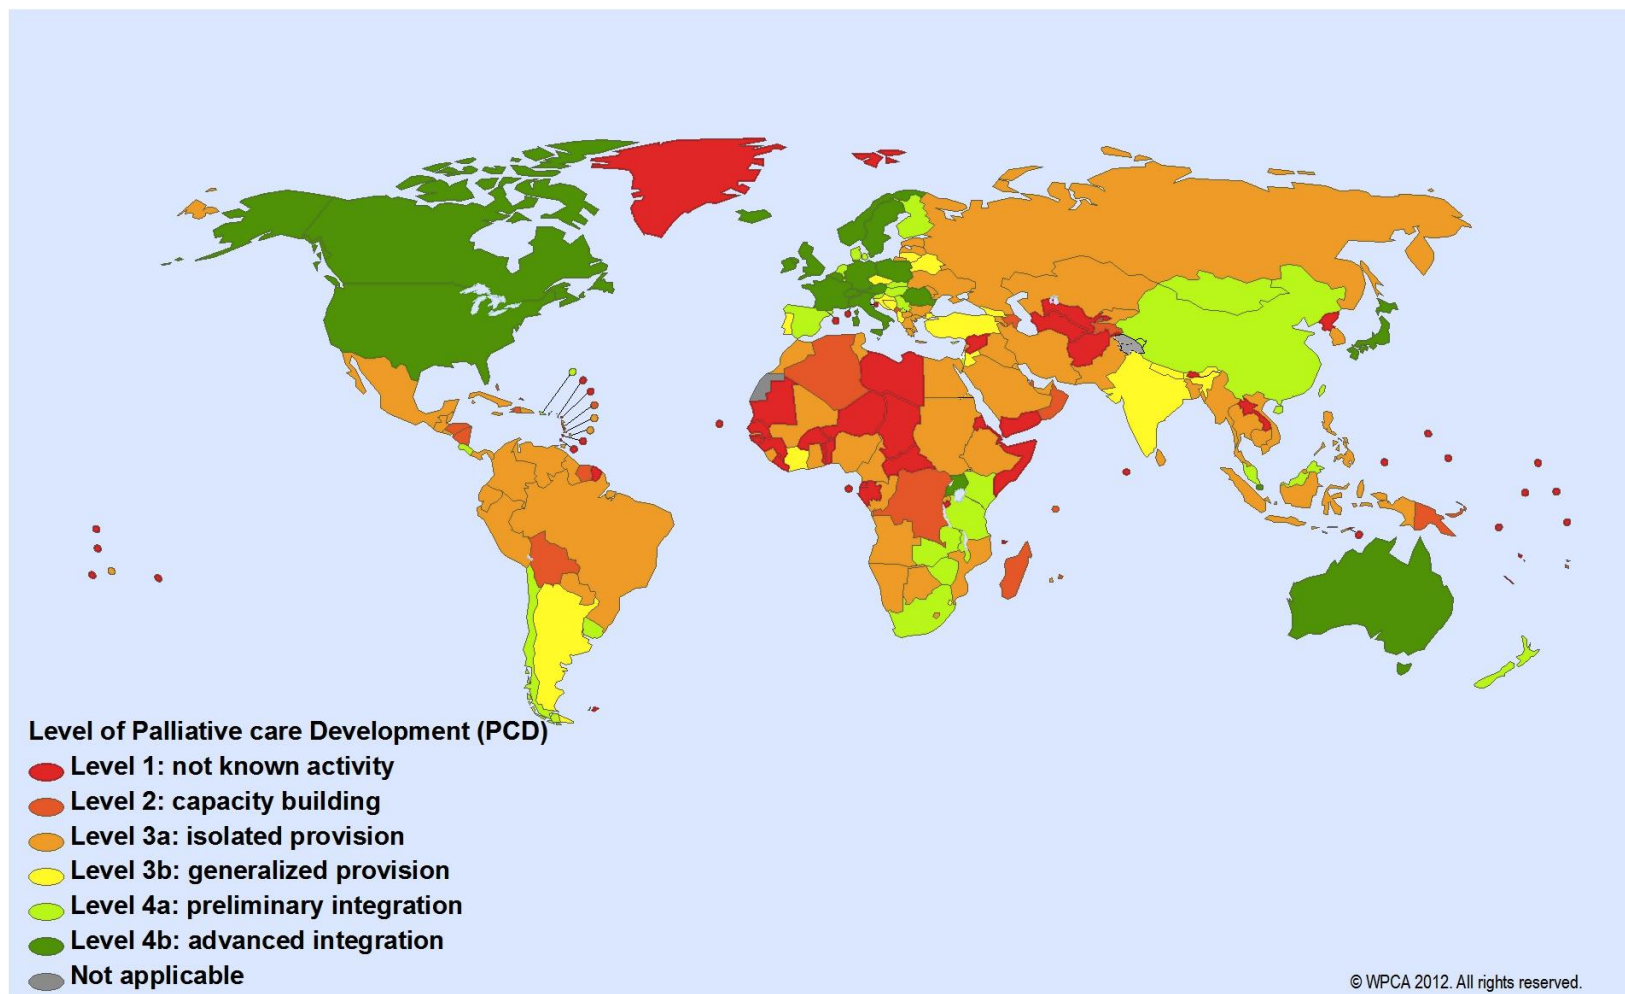 Level of Palliative care Development (PCD)
Level 1: not known activity
Level 2: capacity building
Level 3a: isolated provision
Level 3b: generalized provision
Level 4a: preliminary integration
Level 4b: advanced integration
Not applicable
© WPCA 2012. All rights reserved.